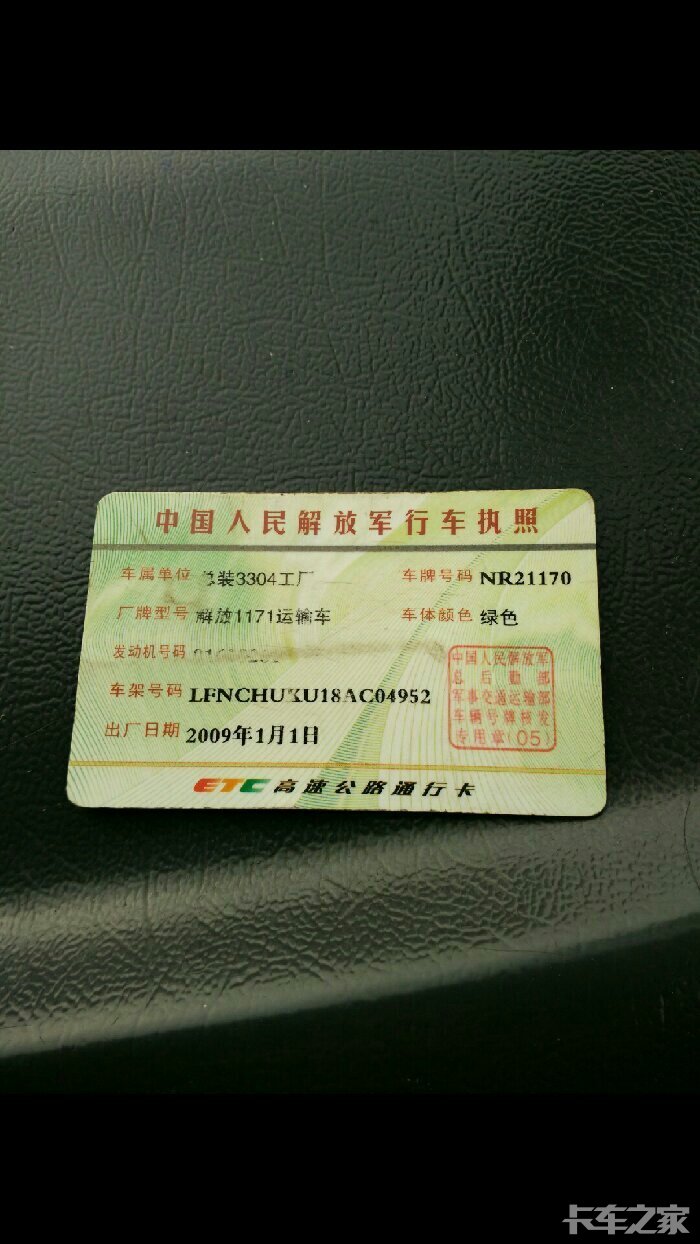 中国人民解放军行车执照
车属单位 总装3304工厂 车牌号码 NR21170
厂牌型号 解放1171运输车 车体颜色 绿色
发动机号码
车架号码 LFNCHUXU18AC04952
出厂日期 2009年1月1日
中国人民解放军
总后勤部
军事交通运输部
车辆号牌核发
专用章(05)
ETC 高速公路通行卡
卡车之家